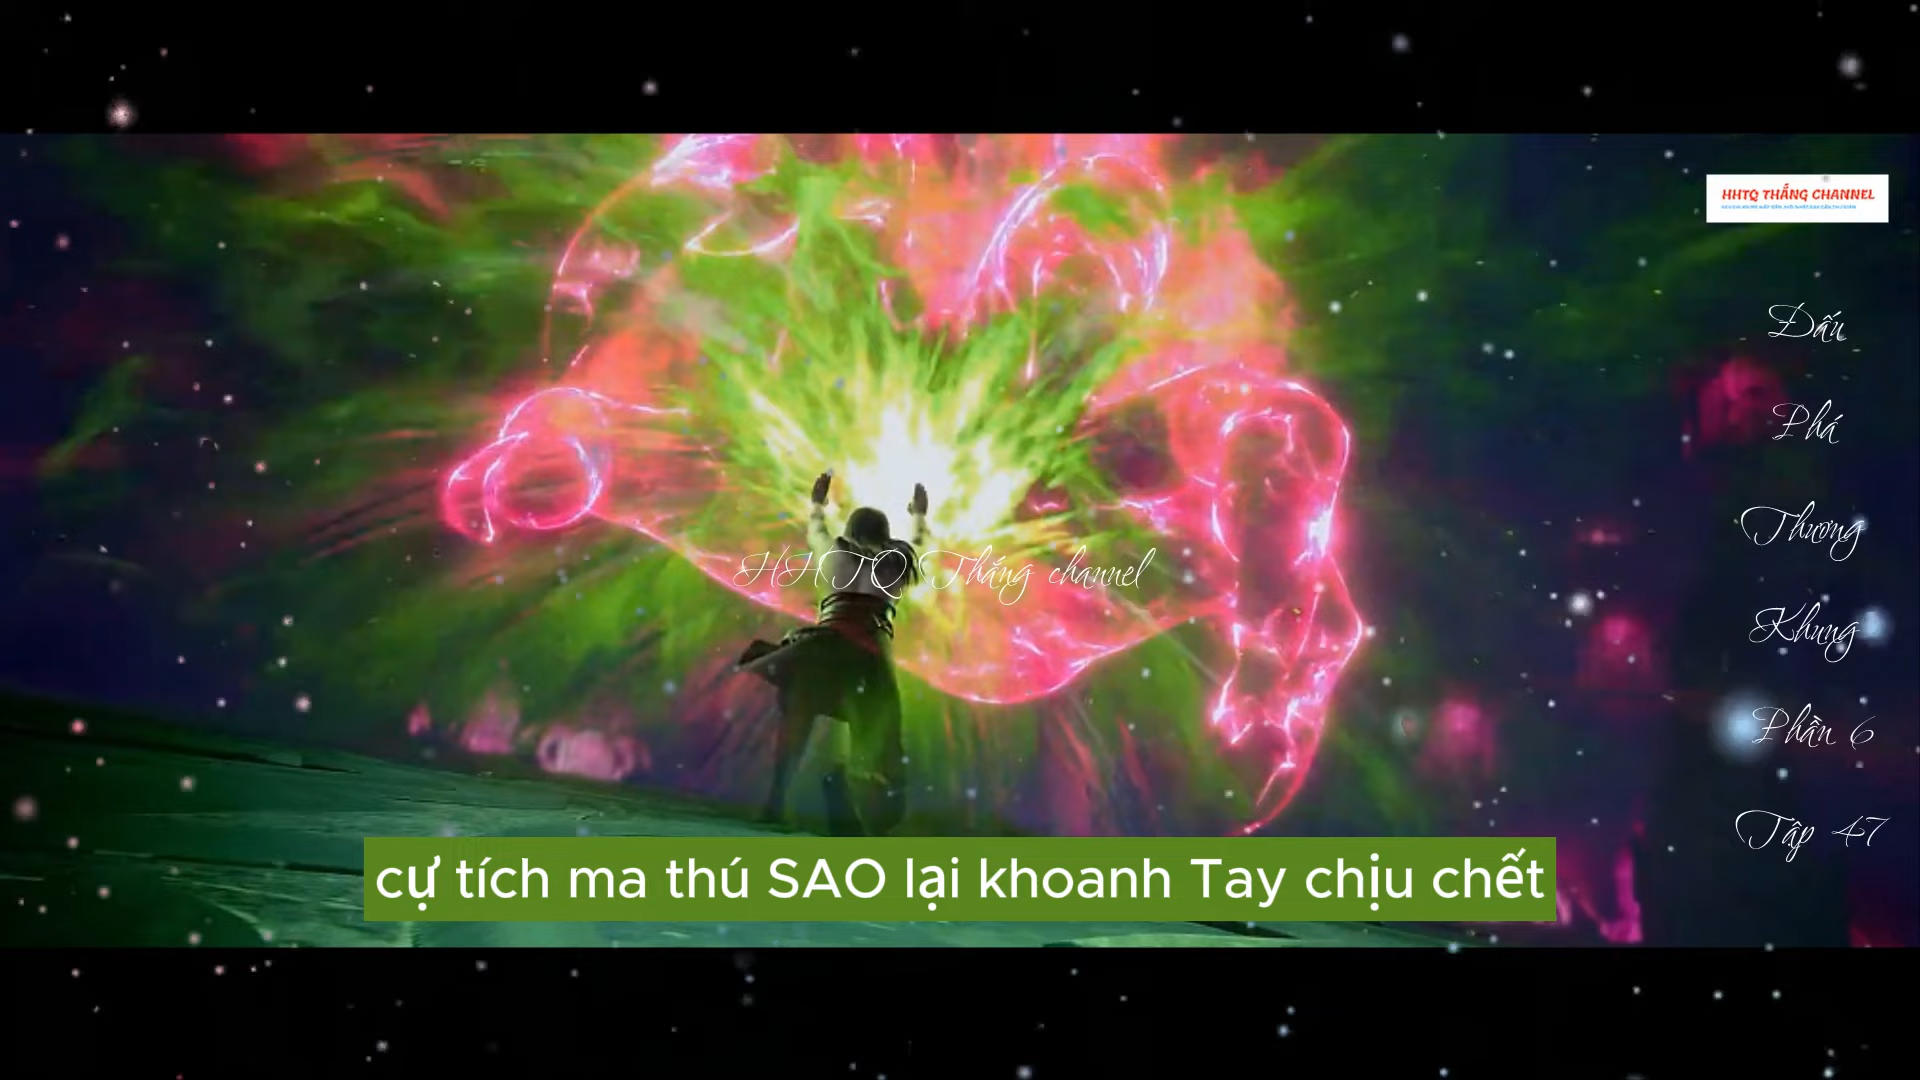 HHTQ THẮNG CHANNEL
Đấu
Phá
Thương
Khung
Phần 6
Tập 47
HHTQ Thắng channel
cự tích ma thú SAO lại khoanh Tay chịu chết